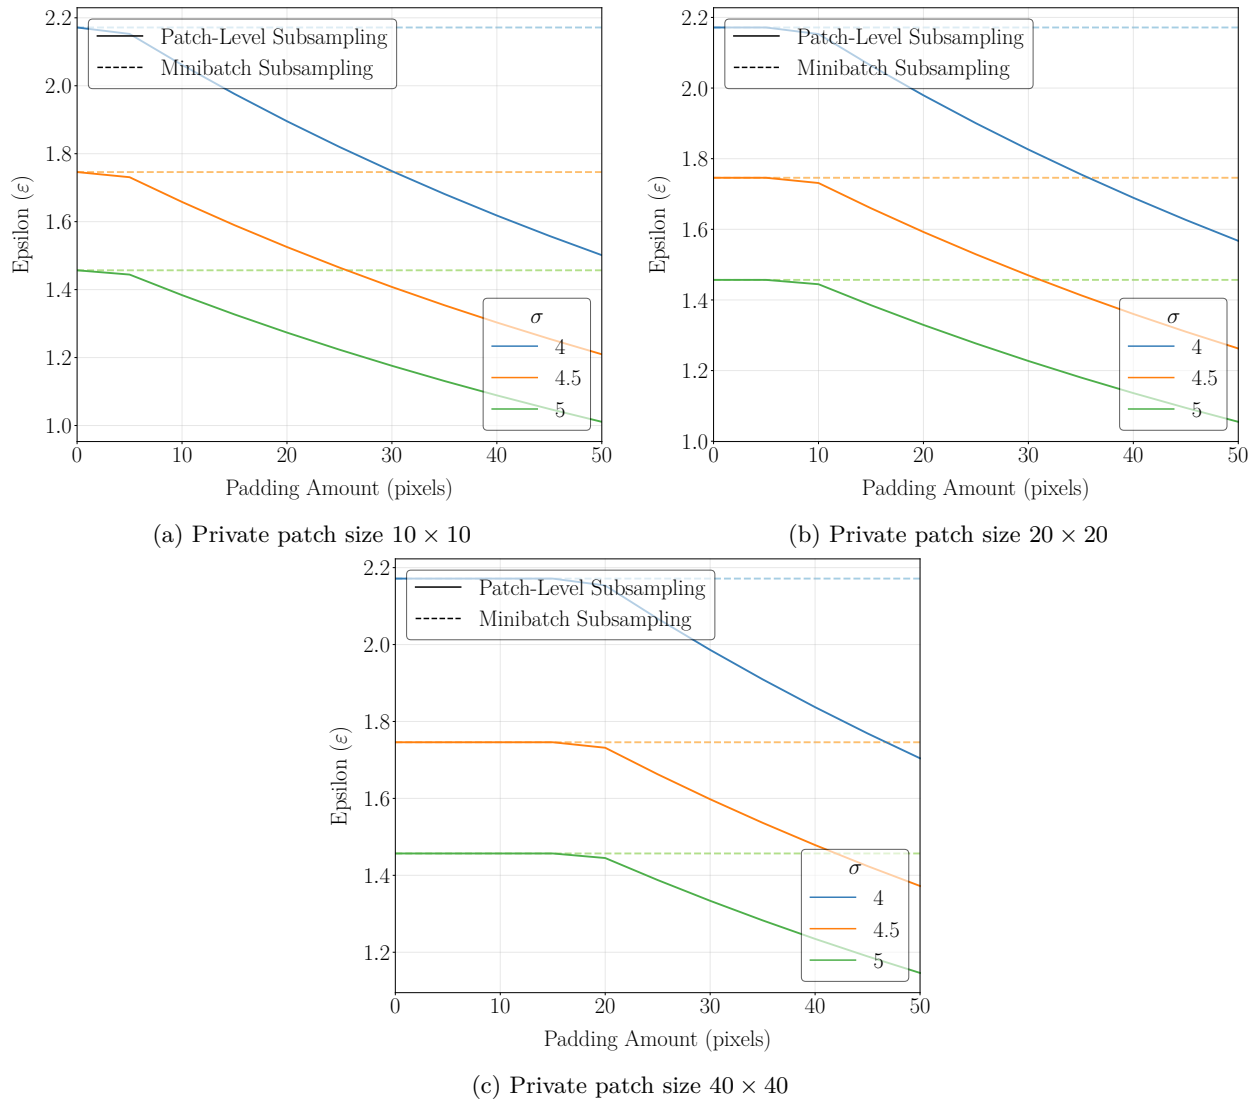 2.2
2.0
1.8
1.6
1.4
1.2
1.0
Epsilon (ε)
Patch-Level Subsampling
Minibatch Subsampling
σ
4
4.5
5
0 10 20 30 40 50
Padding Amount (pixels)
(a) Private patch size 10 × 10
2.2
2.0
1.8
1.6
1.4
1.2
1.0
Epsilon (ε)
Patch-Level Subsampling
Minibatch Subsampling
σ
4
4.5
5
0 10 20 30 40 50
Padding Amount (pixels)
(b) Private patch size 20 × 20
2.2
2.0
1.8
1.6
1.4
1.2
Epsilon (ε)
Patch-Level Subsampling
Minibatch Subsampling
σ
4
4.5
5
0 10 20 30 40 50
Padding Amount (pixels)
(c) Private patch size 40 × 40